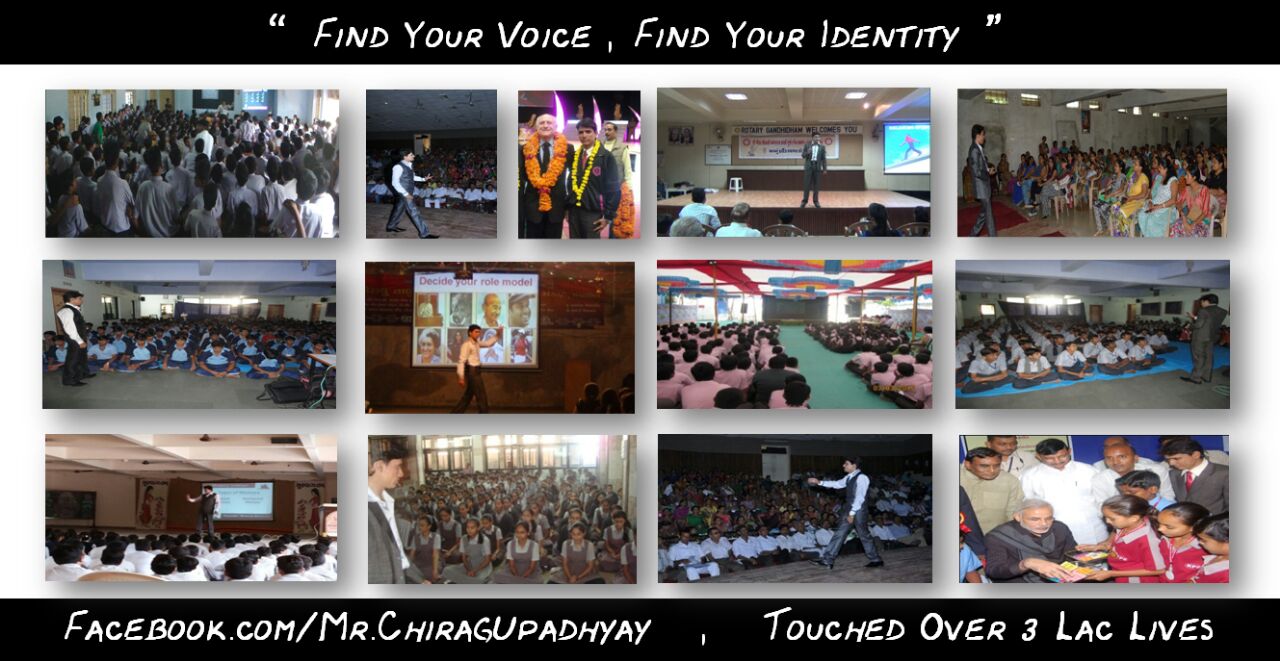 “ Find Your Voice , Find Your Identity ”
ROTARY GANDHIDHAM WELCOMES YOU
Decide your role model
Facebook.com/Mr.ChiragUpadhyay , Touched Over 3 Lac Lives